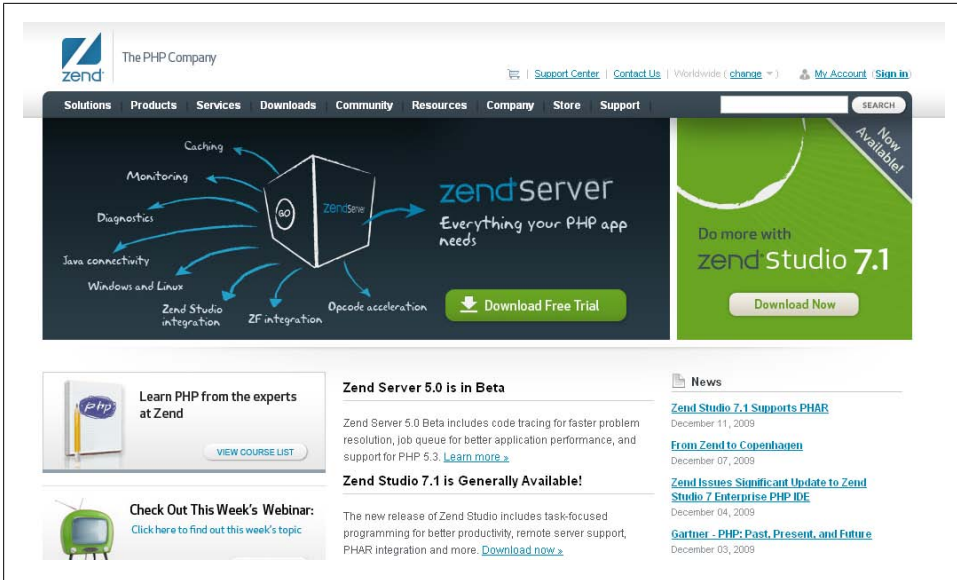 zend
The PHP Company
Support Center | Contact Us | Worldwide ( change ) My Account (Sign in)
Solutions Products Services Downloads Community Resources Company Store Support
SEARCH
Caching
Monitoring
Diagnostics
Java connectivity
Windows and Linux
Zend Studio
integration
ZF integration
Opcode acceleration
GO
zendServer
zendserver
Everything your PHP app
needs
Download Free Trial
Now
Available!
Do more with
zend studio 7.1
Download Now
php
Learn PHP from the experts
at Zend
VIEW COURSE LIST
Check Out This Week's Webinar:
Click here to find out this week's topic
Zend Server 5.0 is in Beta
Zend Server 5.0 Beta includes code tracing for faster problem
resolution, job queue for better application performance, and
support for PHP 5.3. Learn more »
Zend Studio 7.1 is Generally Available!
The new release of Zend Studio includes task-focused
programming for better productivity, remote server support,
PHAR integration and more. Download now »
News
Zend Studio 7.1 Supports PHAR
December 11, 2009
From Zend to Copenhagen
December 07, 2009
Zend Issues Significant Update to Zend
Studio 7 Enterprise PHP IDE
December 04, 2009
Gartner - PHP: Past, Present, and Future
December 03, 2009